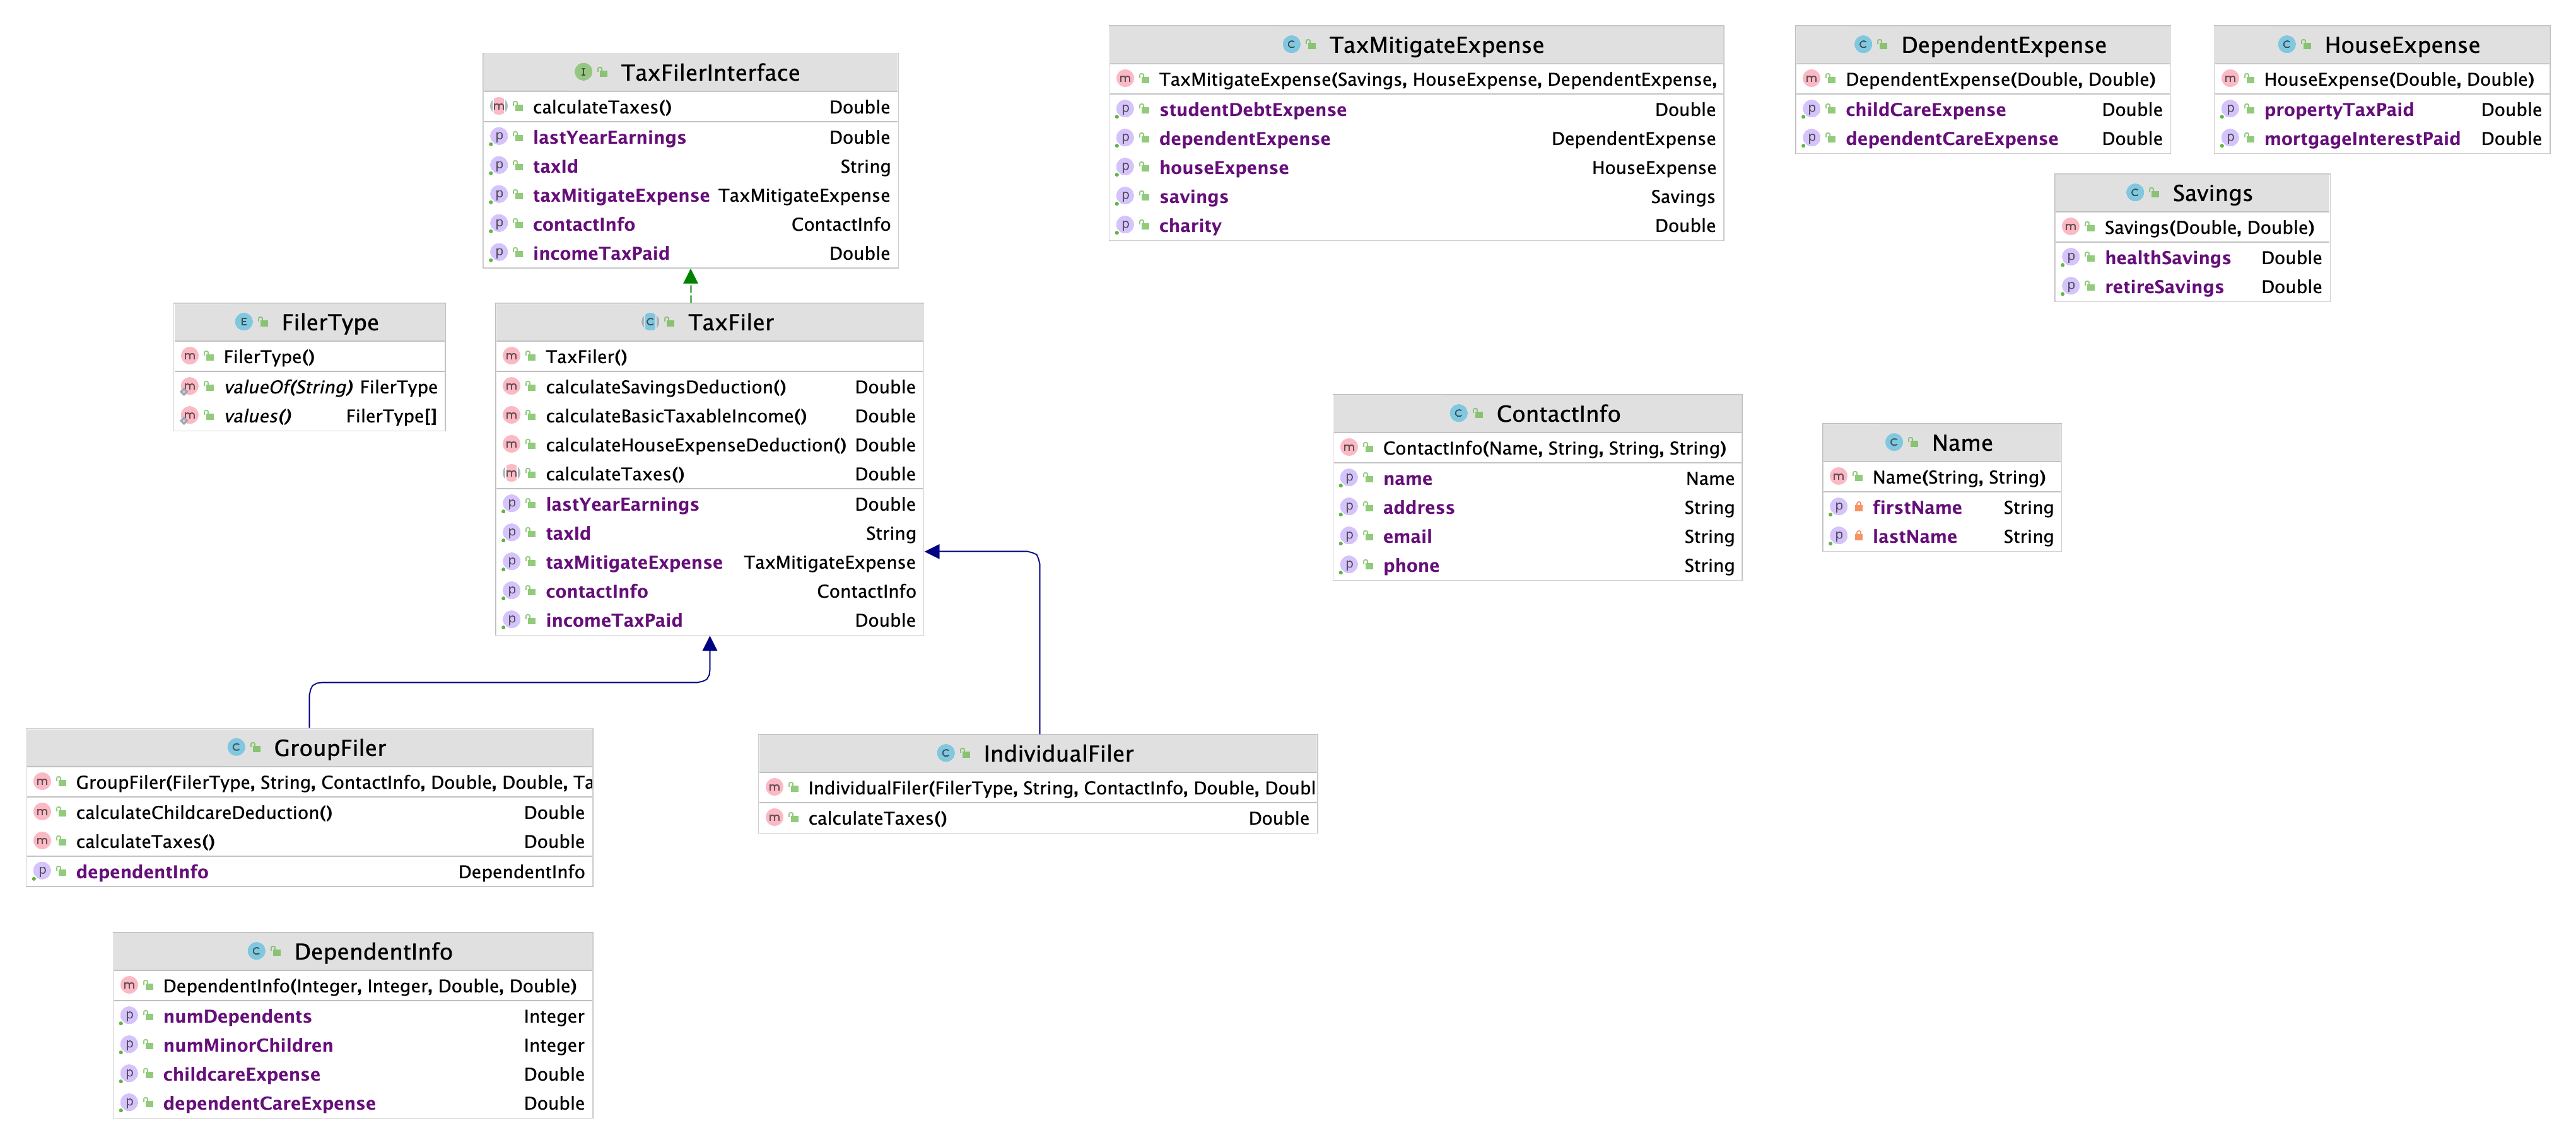 TaxFilerInterface
calculateTaxes() Double
lastYearEarnings Double
taxId String
taxMitigateExpense TaxMitigateExpense
contactInfo ContactInfo
incomeTaxPaid Double
TaxMitigateExpense
TaxMitigateExpense(Savings, HouseExpense, DependentExpense,
studentDebtExpense Double
dependentExpense DependentExpense
houseExpense HouseExpense
savings Savings
charity Double
DependentExpense
DependentExpense(Double, Double)
childCareExpense Double
dependentCareExpense Double
HouseExpense
HouseExpense(Double, Double)
propertyTaxPaid Double
mortgageInterestPaid Double
Savings
Savings(Double, Double)
healthSavings Double
retireSavings Double
FilerType
FilerType()
valueOf(String) FilerType
values() FilerType[]
TaxFiler
TaxFiler()
calculateSavingsDeduction() Double
calculateBasicTaxableIncome() Double
calculateHouseExpenseDeduction() Double
calculateTaxes() Double
lastYearEarnings Double
taxId String
taxMitigateExpense TaxMitigateExpense
contactInfo ContactInfo
incomeTaxPaid Double
ContactInfo
ContactInfo(Name, String, String, String)
name Name
address String
email String
phone String
Name
Name(String, String)
firstName String
lastName String
GroupFiler
GroupFiler(FilerType, String, ContactInfo, Double, Double, Ta
calculateChildcareDeduction() Double
calculateTaxes() Double
dependentInfo DependentInfo
IndividualFiler
IndividualFiler(FilerType, String, ContactInfo, Double, Doubl
calculateTaxes() Double
DependentInfo
DependentInfo(Integer, Integer, Double, Double)
numDependents Integer
numMinorChildren Integer
childcareExpense Double
dependentCareExpense Double